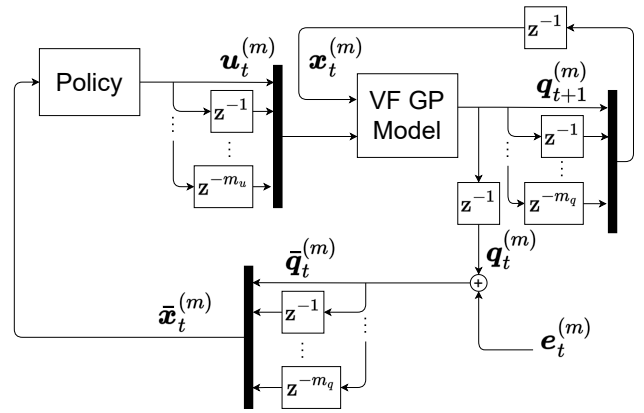 z⁻¹
Policy
u_t^(m)
z⁻¹
⋮
⋮
z^{-m_u}
x_t^(m)
VF GP
Model
q_{t+1}^(m)
z⁻¹
⋮
⋮
z^{-m_q}
z⁻¹
q_t^(m)
q̄_t^(m)
+
x̄_t^(m)
z⁻¹
⋮
⋮
z^{-m_q}
e_t^(m)